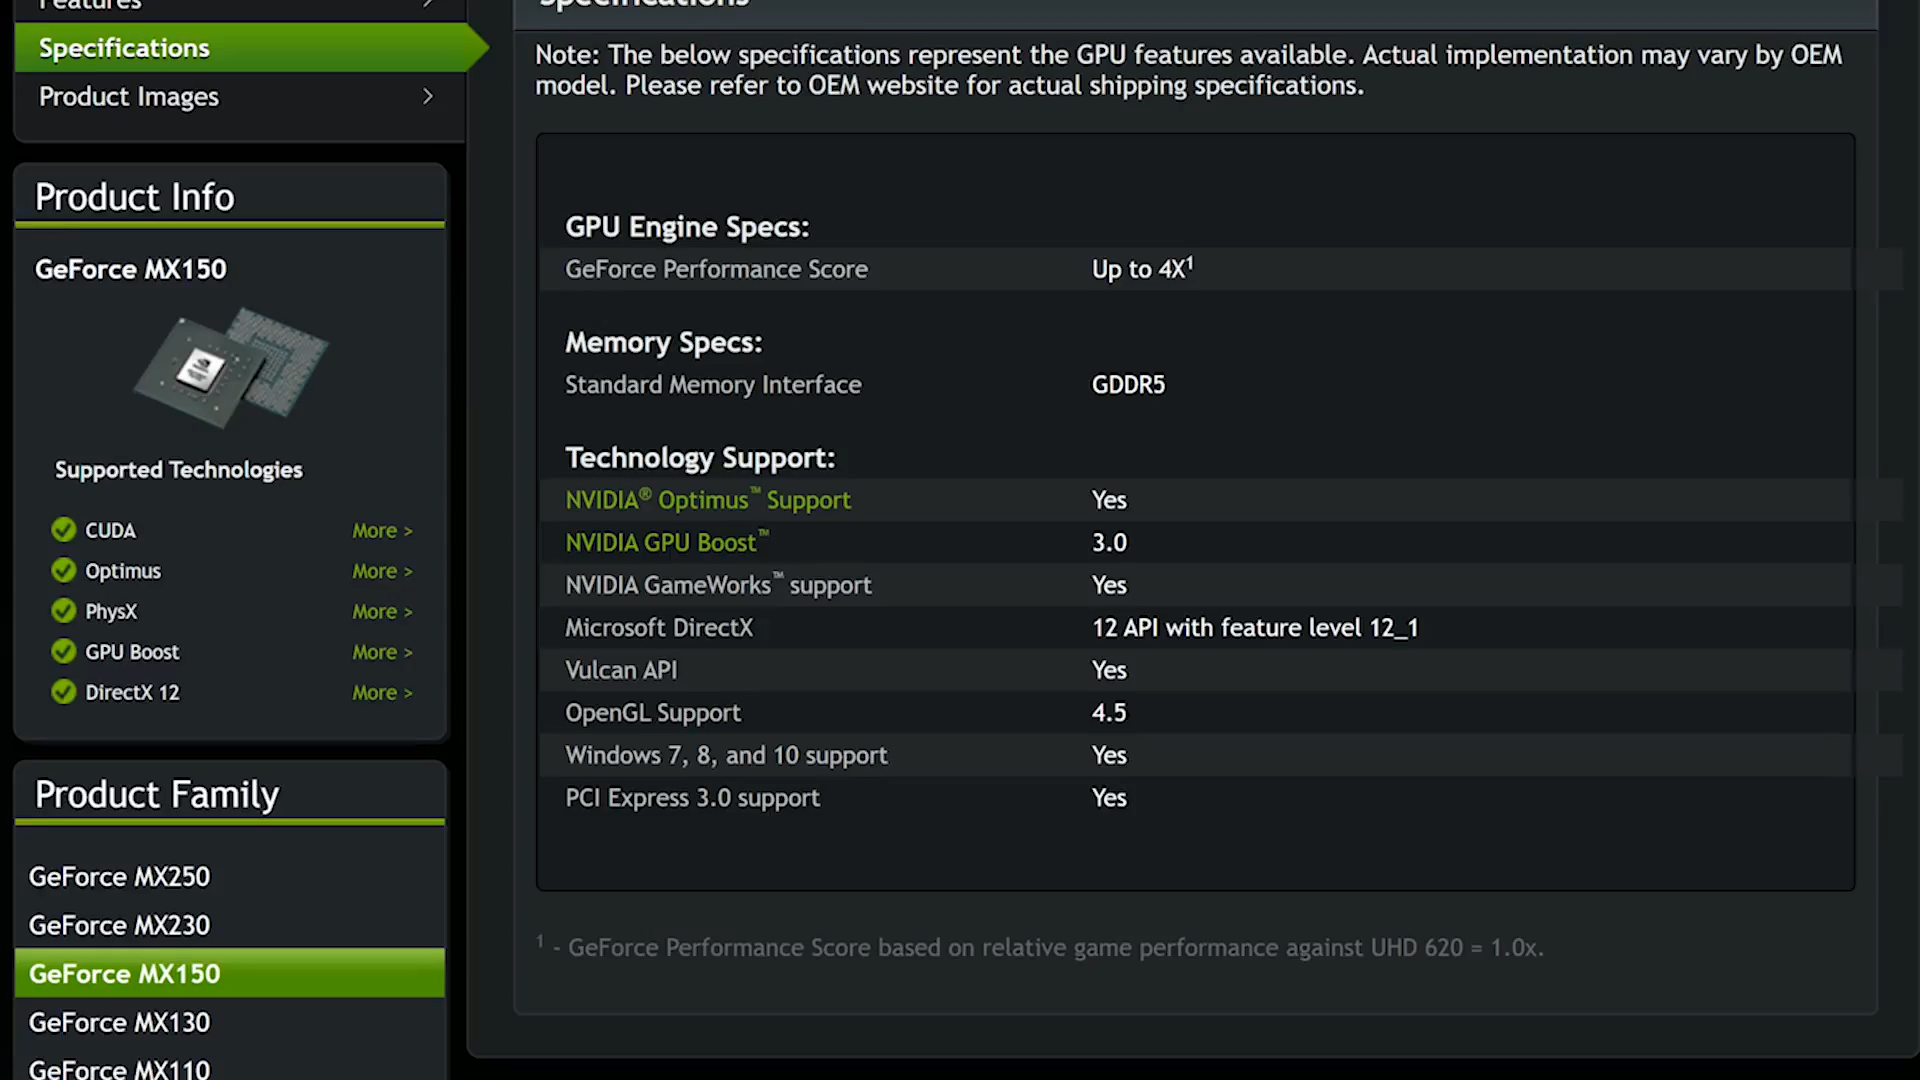 Features
Specifications
Product Images
Product Info
GeForce MX150
Supported Technologies
CUDA More >
Optimus More >
PhysX More >
GPU Boost More >
DirectX 12 More >
Product Family
GeForce MX250
GeForce MX230
GeForce MX150
GeForce MX130
GeForce MX110
Specifications
Note: The below specifications represent the GPU features available. Actual implementation may vary by OEM
model. Please refer to OEM website for actual shipping specifications.
GPU Engine Specs:
GeForce Performance Score Up to 4X¹
Memory Specs:
Standard Memory Interface GDDR5
Technology Support:
NVIDIA® Optimus™ Support Yes
NVIDIA GPU Boost™ 3.0
NVIDIA GameWorks™ support Yes
Microsoft DirectX 12 API with feature level 12_1
Vulcan API Yes
OpenGL Support 4.5
Windows 7, 8, and 10 support Yes
PCI Express 3.0 support Yes
¹ - GeForce Performance Score based on relative game performance against UHD 620 = 1.0x.